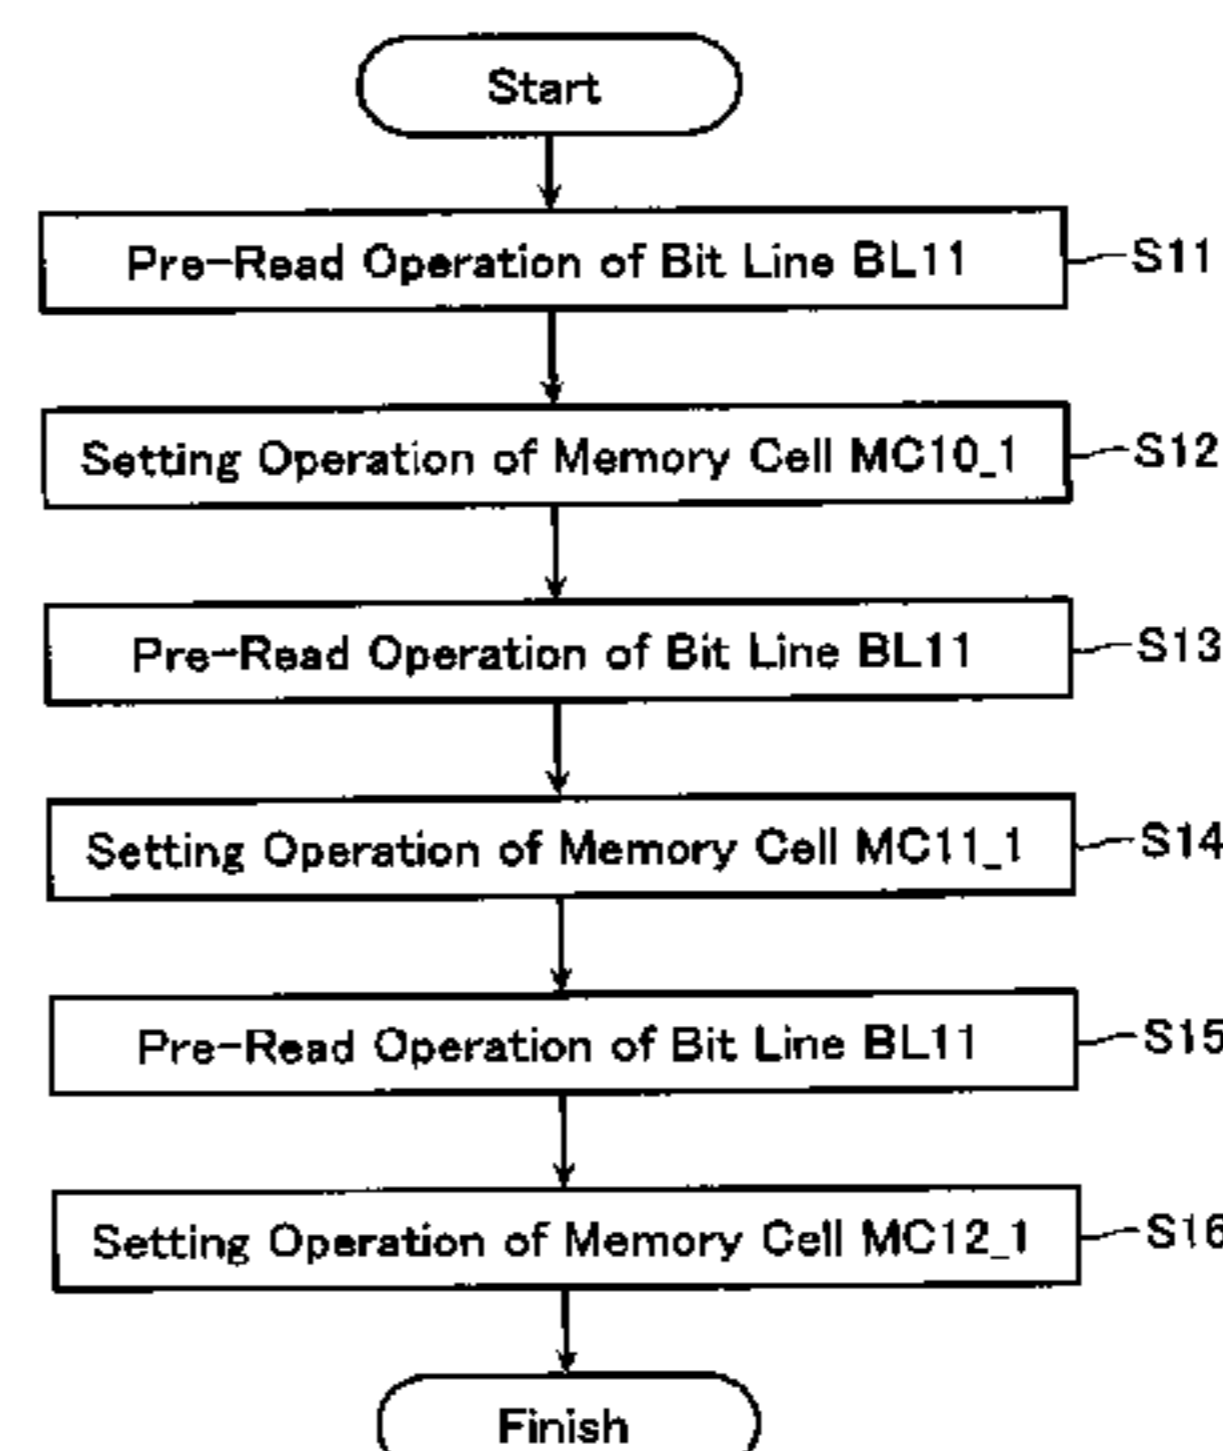 Start
Pre-Read Operation of Bit Line BL11
S11
Setting Operation of Memory Cell MC10_1
S12
Pre-Read Operation of Bit Line BL11
S13
Setting Operation of Memory Cell MC11_1
S14
Pre-Read Operation of Bit Line BL11
S15
Setting Operation of Memory Cell MC12_1
S16
Finish